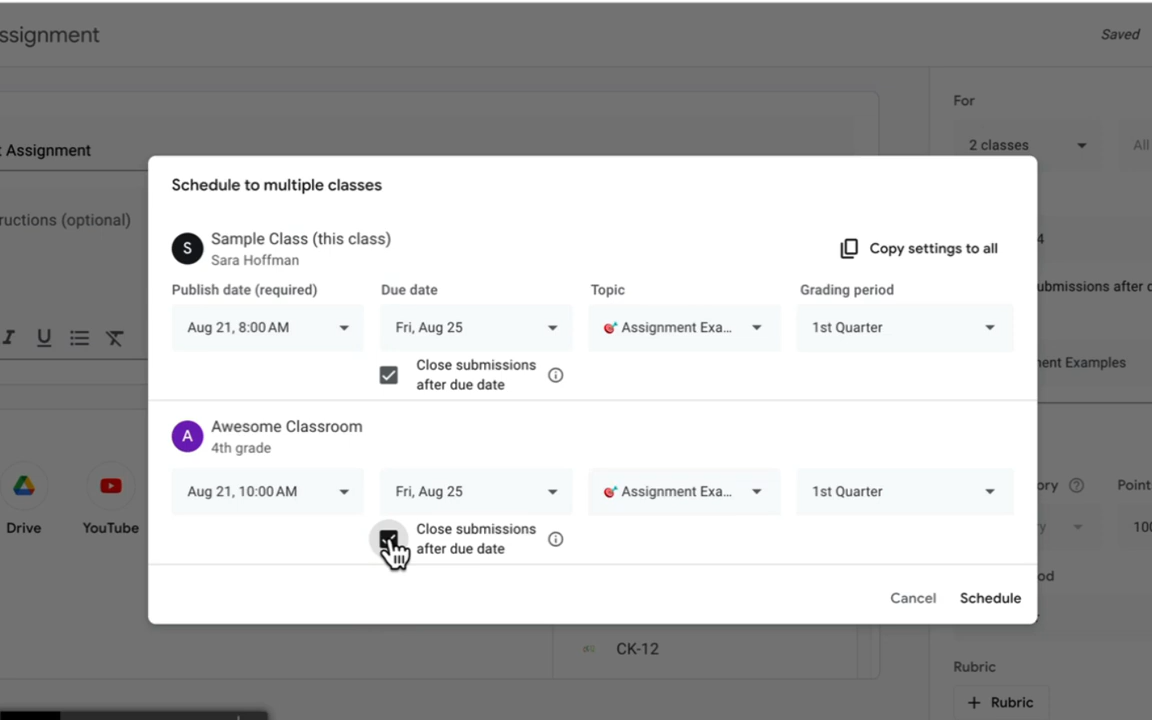 ssignment
Saved
For
t Assignment
2 classes
All
Schedule to multiple classes
ructions (optional)
S
Sample Class (this class)
Sara Hoffman
Copy settings to all
4
Publish date (required)
Due date
Topic
Grading period
ubmissions after d
Aug 21, 8:00 AM
Fri, Aug 25
Assignment Exa...
1st Quarter
I U
Close submissions
after due date
ent Examples
A
Awesome Classroom
4th grade
Aug 21, 10:00 AM
Fri, Aug 25
Assignment Exa...
1st Quarter
ory
Point
Drive
YouTube
Close submissions
after due date
y
100
od
Cancel
Schedule
CK-12
Rubric
+ Rubric